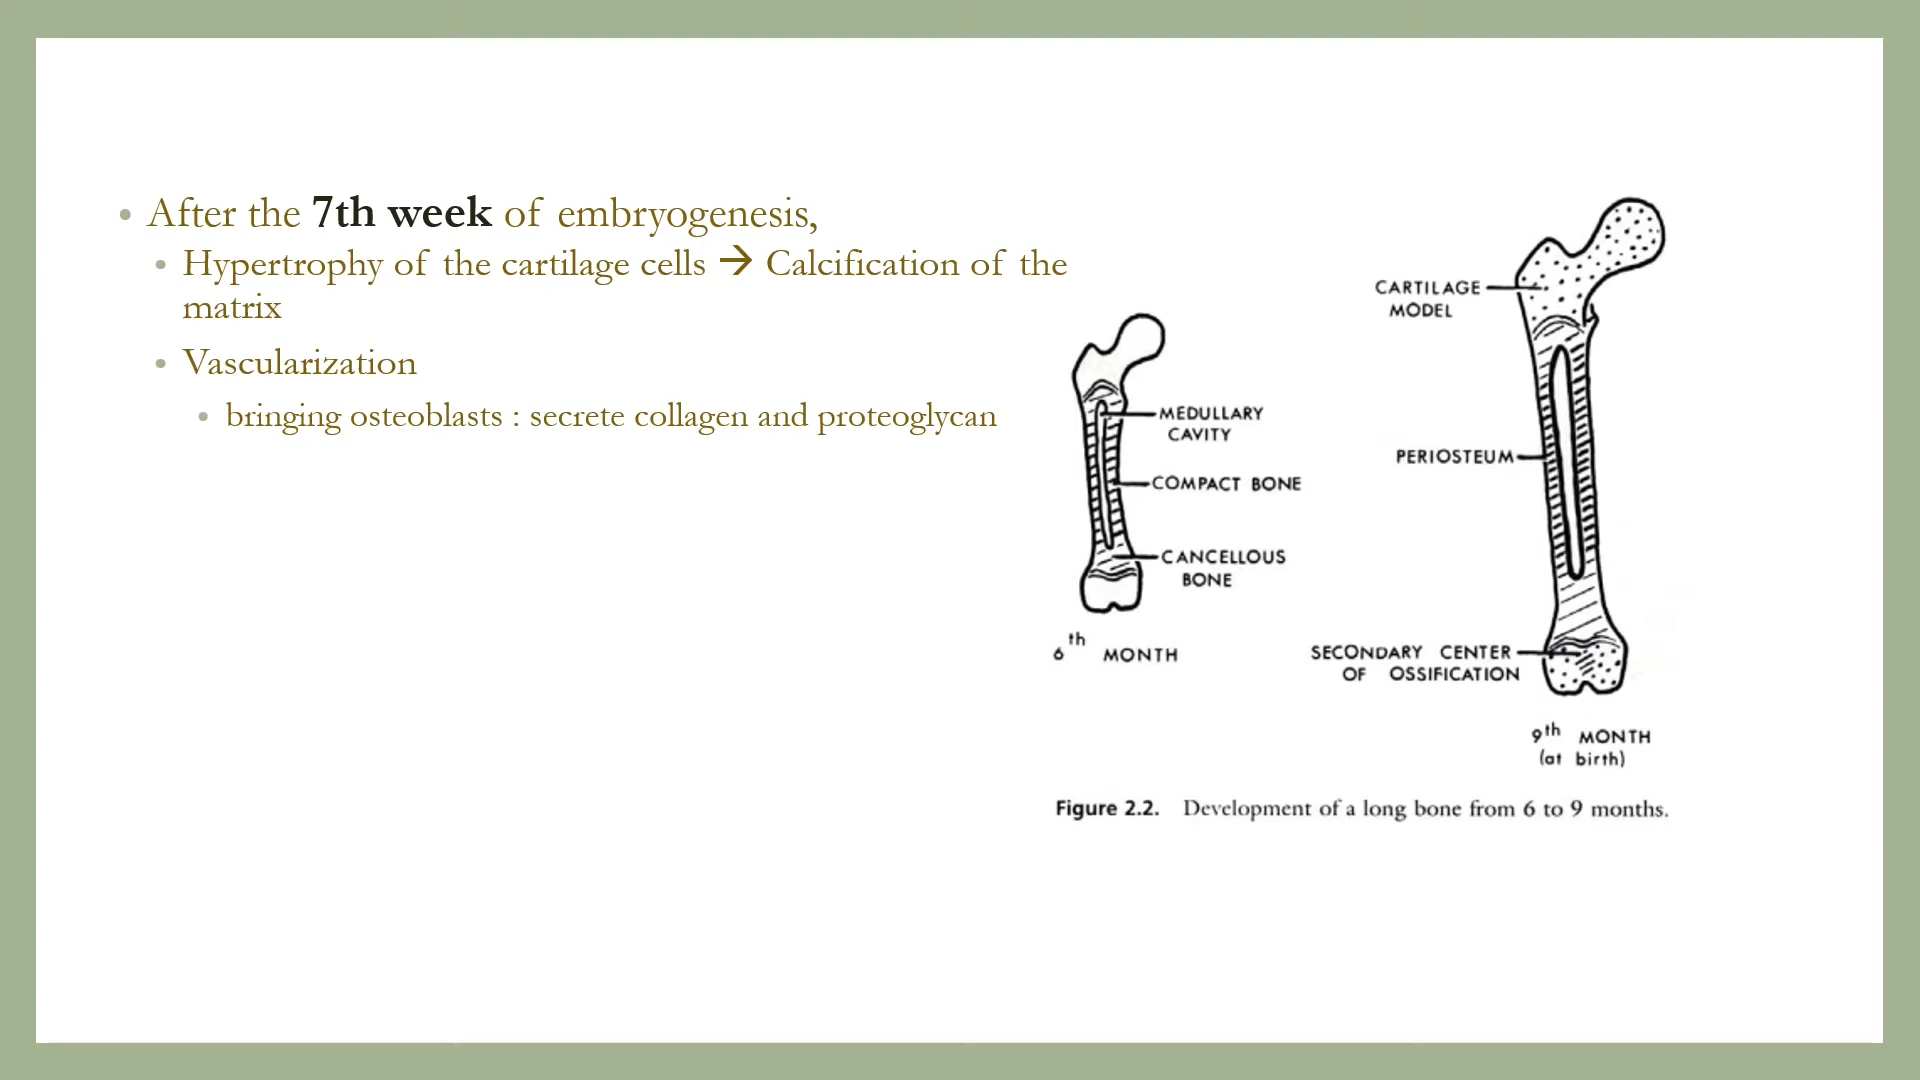 • After the 7th week of embryogenesis,
• Hypertrophy of the cartilage cells → Calcification of the
matrix
• Vascularization
• bringing osteoblasts : secrete collagen and proteoglycan
MEDULLARY
CAVITY
COMPACT BONE
CANCELLOUS
BONE
6th MONTH
CARTILAGE
MODEL
PERIOSTEUM
SECONDARY CENTER
OF OSSIFICATION
9th MONTH
(at birth)
Figure 2.2. Development of a long bone from 6 to 9 months.